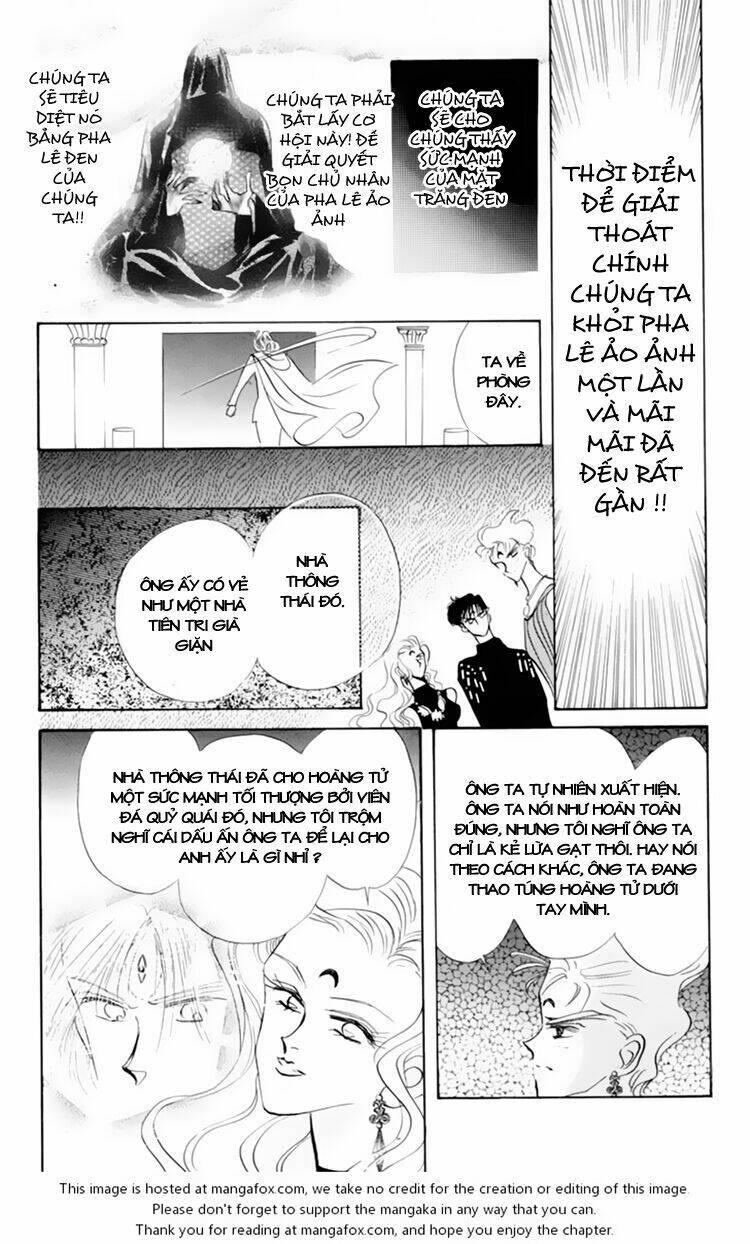 THỜI ĐIỂM
ĐỂ GIẢI
THOÁT
CHÍNH
CHÚNG TA
KHỎI PHA
LÊ ẢO ẢNH
MỘT LẦN
VÀ MÃI
MÃI ĐÃ
ĐẾN RẤT
GẦN !!
CHÚNG TA
SẼ CHO
CHÚNG THẤY
SỨC MẠNH
CỦA MẶT
TRĂNG ĐEN
CHÚNG TA PHẢI
BẮT LẤY CƠ
HỘI NÀY! ĐỂ
GIẢI QUYẾT
BỌN CHỦ NHÂN
CỦA PHA LÊ ẢO
ẢNH
CHÚNG TA
SẼ TIÊU
DIỆT NÓ
BẰNG PHA
LÊ ĐEN
CỦA
CHÚNG
TA!!
TA VỀ
PHÒNG
ĐÂY.
NHÀ
THÔNG
THÁI ĐÓ.
ÔNG ẤY CÓ VẺ
NHƯ MỘT NHÀ
TIÊN TRI GIÀ
GIẶN
ÔNG TA TỰ NHIÊN XUẤT HIỆN.
ÔNG TA NÓI NHƯ HOÀN TOÀN
ĐÚNG, NHƯNG TÔI NGHĨ ÔNG TA
CHỈ LÀ KẺ LỪA GẠT THÔI. HAY NÓI
THEO CÁCH KHÁC, ÔNG TA ĐANG
THAO TÚNG HOÀNG TỬ DƯỚI
TAY MÌNH.
NHÀ THÔNG THÁI ĐÃ CHO HOÀNG TỬ
MỘT SỨC MẠNH TỐI THƯỢNG BỞI VIÊN
ĐÁ QUỶ QUÁI ĐÓ, NHƯNG TÔI TRỘM
NGHĨ CÁI DẤU ẤN ÔNG TA ĐỂ LẠI CHO
ANH ẤY LÀ GÌ NHỈ ?
This image is hosted at mangafox.com, we take no credit for the creation or editing of this image.
Please don't forget to support the mangaka in any way that you can.
Thank you for reading at mangafox.com, and hope you enjoy the chapter.